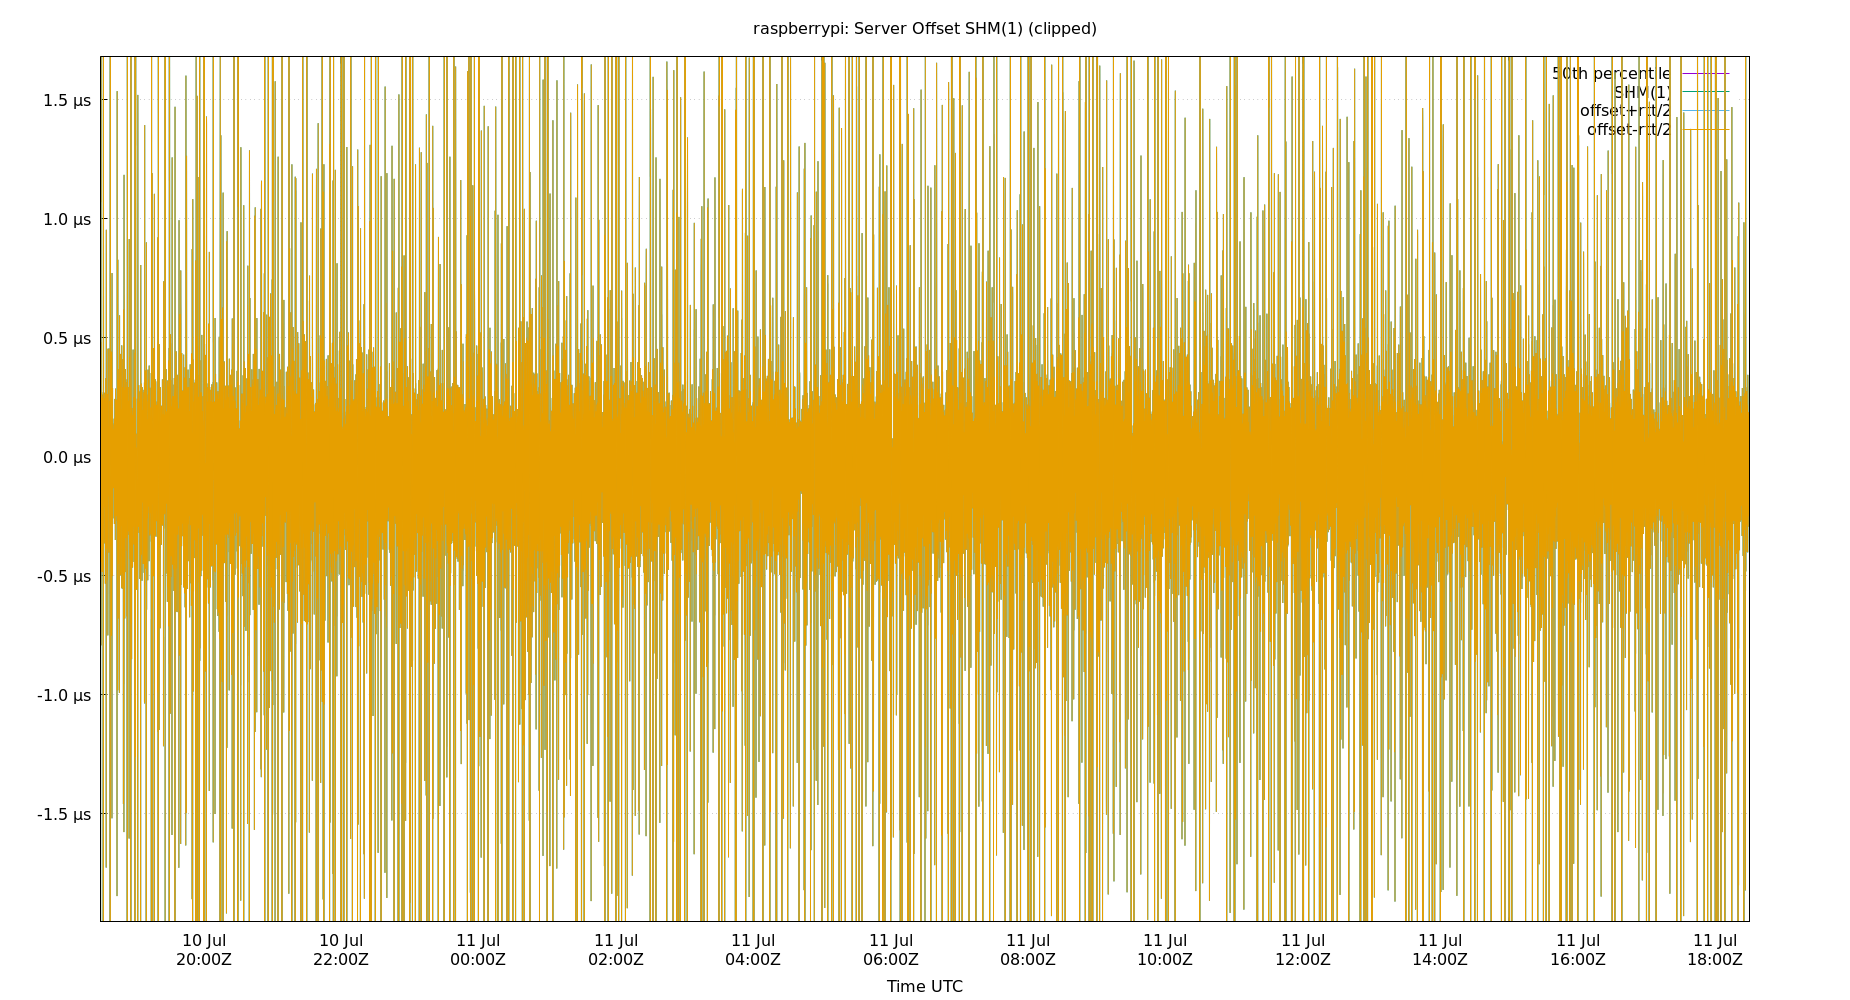 raspberrypi: Server Offset SHM(1) (clipped)
50th percentile
SHM(1)
offset+rtt/2
offset-rtt/2
1.5 µs
1.0 µs
0.5 µs
0.0 µs
-0.5 µs
-1.0 µs
-1.5 µs
10 Jul 10 Jul 11 Jul 11 Jul 11 Jul 11 Jul 11 Jul 11 Jul 11 Jul 11 Jul 11 Jul 11 Jul
20:00Z 22:00Z 00:00Z 02:00Z 04:00Z 06:00Z 08:00Z 10:00Z 12:00Z 14:00Z 16:00Z 18:00Z
Time UTC